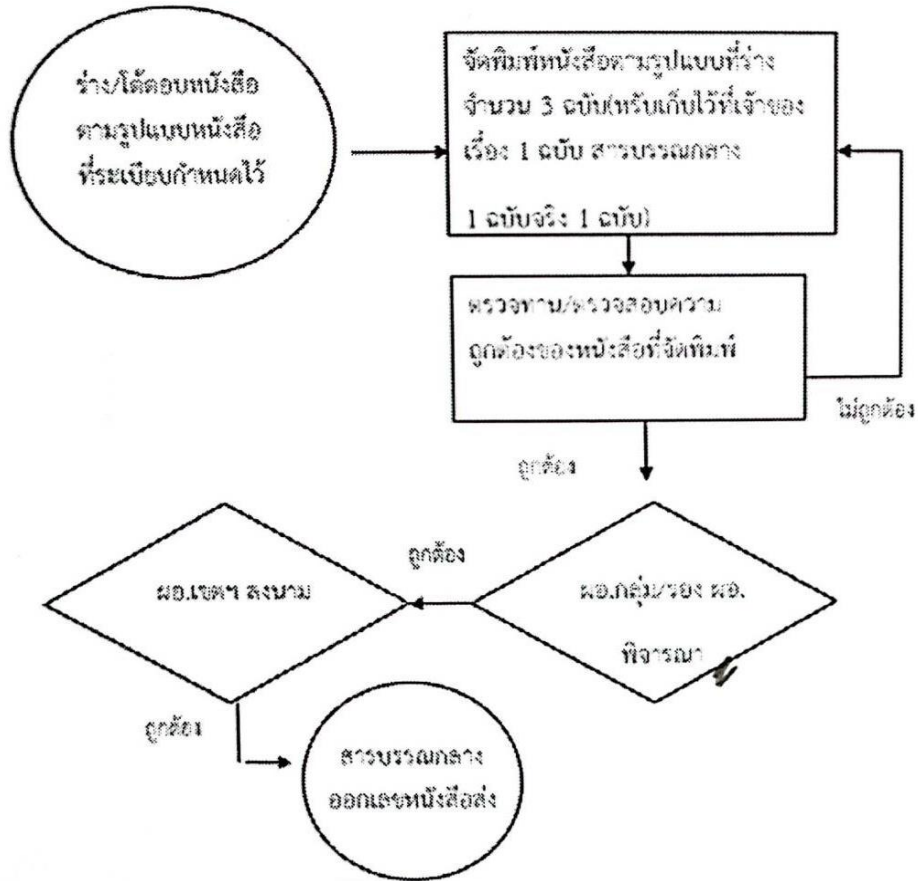 ร่าง/โต้ตอบหนังสือ
ตามรูปแบบหนังสือ
ที่ระเบียบกำหนดไว้
จัดพิมพ์หนังสือตามรูปแบบที่ร่าง
จำนวน 3 ฉบับ(หรับเก็บไว้ที่เจ้าของ
เรื่อง 1 ฉบับ สารบรรณกลาง
1 ฉบับจริง 1 ฉบับ)
ตรวจทาน/ตรวจสอบความ
ถูกต้องของหนังสือที่จัดพิมพ์
ไม่ถูกต้อง
ถูกต้อง
ผอ.กลุ่ม/รอง ผอ.
พิจารณา
ถูกต้อง
ผอ.เขตฯ ลงนาม
ถูกต้อง
สารบรรณกลาง
ออกเลขหนังสือส่ง